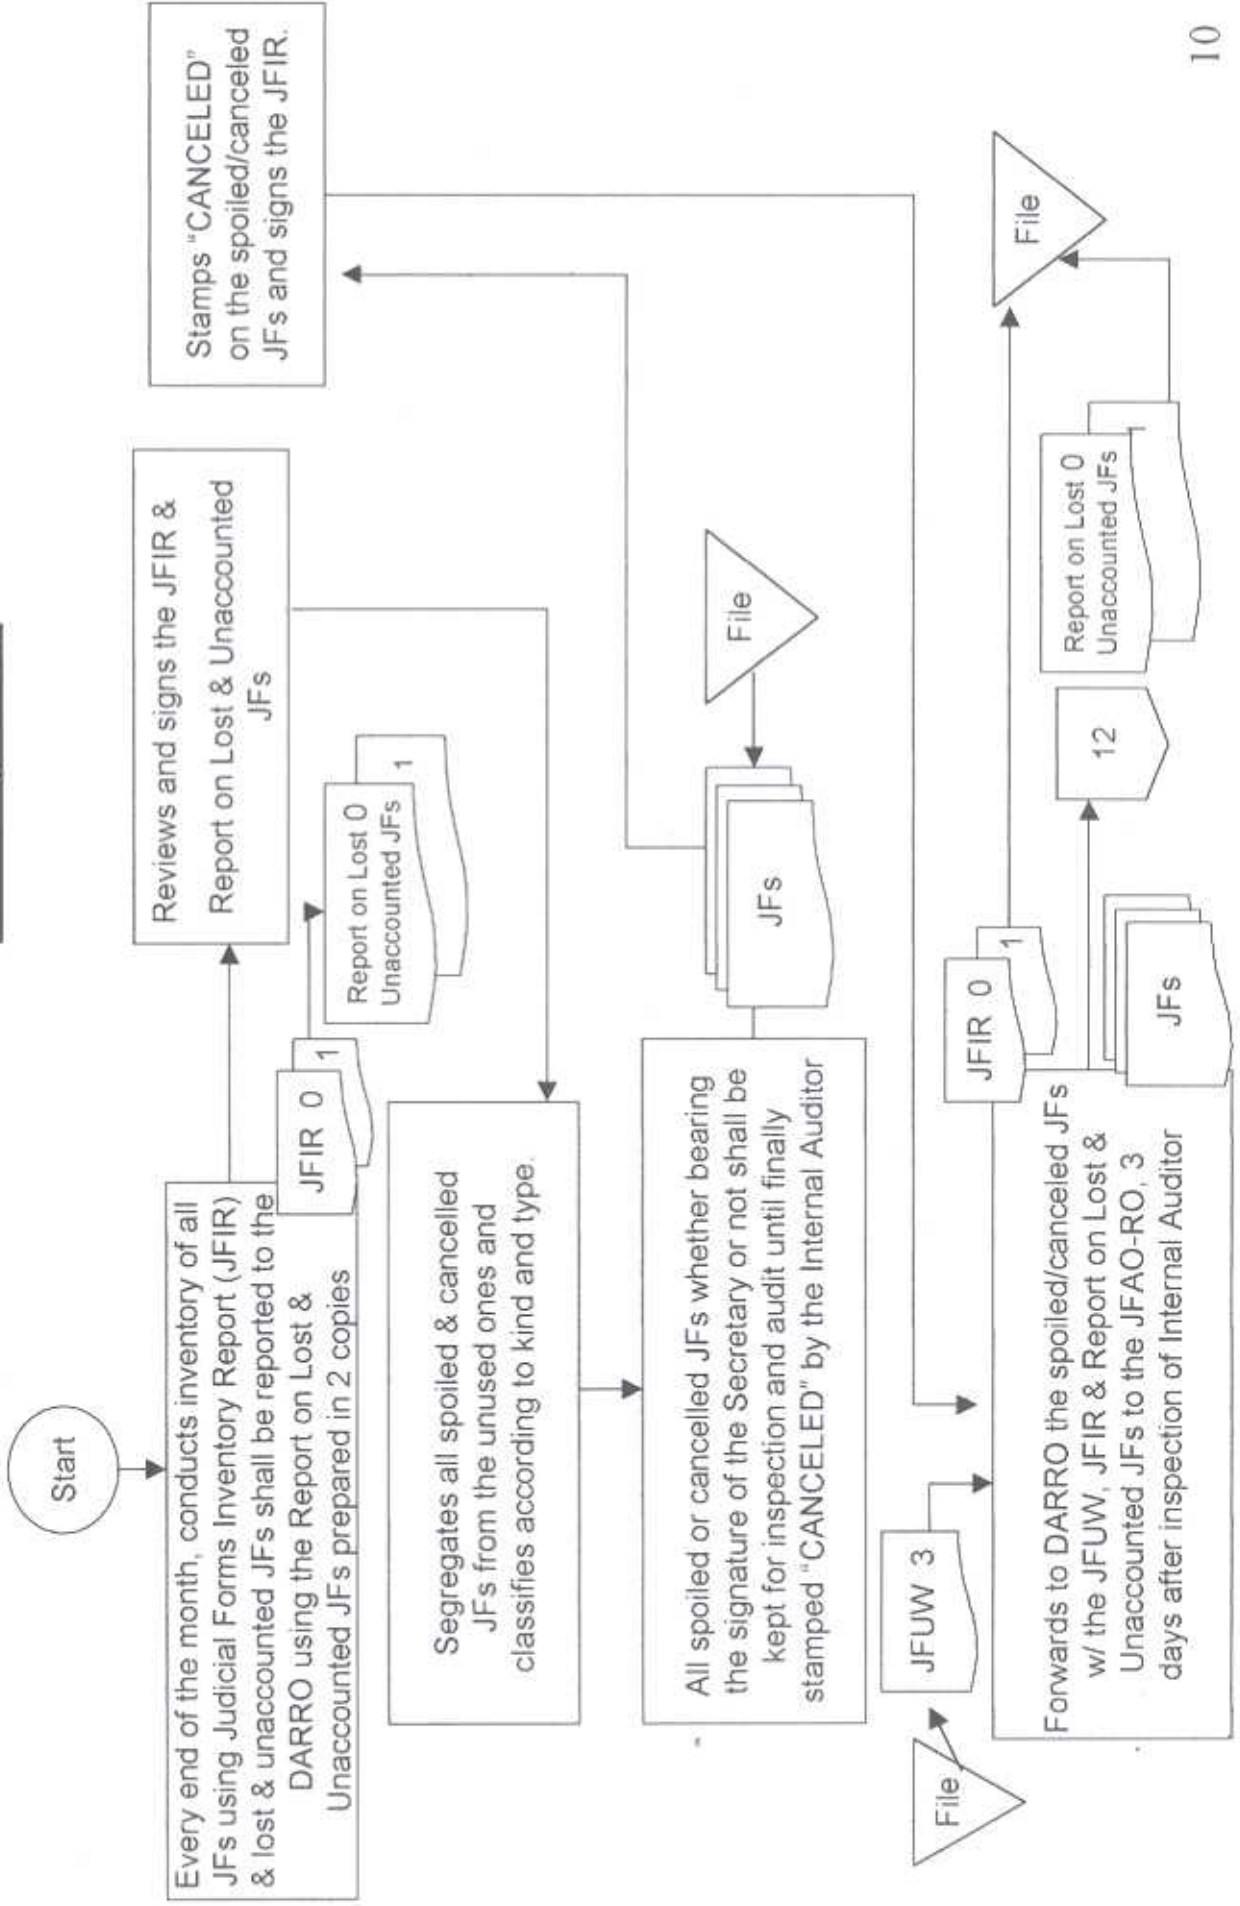 Start
Every end of the month, conducts inventory of all
JFs using Judicial Forms Inventory Report (JFIR)
& lost & unaccounted JFs shall be reported to the
DARRO using the Report on Lost &
Unaccounted JFs prepared in 2 copies
JFIR 0
1
Reviews and signs the JFIR &
Report on Lost & Unaccounted
JFs
Stamps "CANCELED"
on the spoiled/canceled
JFs and signs the JFIR.
Report on Lost 0
Unaccounted JFs
1
Segregates all spoiled & cancelled
JFs from the unused ones and
classifies according to kind and type.
All spoiled or cancelled JFs whether bearing
the signature of the Secretary or not shall be
kept for inspection and audit until finally
stamped "CANCELED" by the Internal Auditor
JFs
File
File
JFUW 3
Forwards to DARRO the spoiled/canceled JFs
w/ the JFUW, JFIR & Report on Lost &
Unaccounted JFs to the JFAO-RO, 3
days after inspection of Internal Auditor
JFIR 0
1
JFs
12
Report on Lost 0
Unaccounted JFs
1
File
10